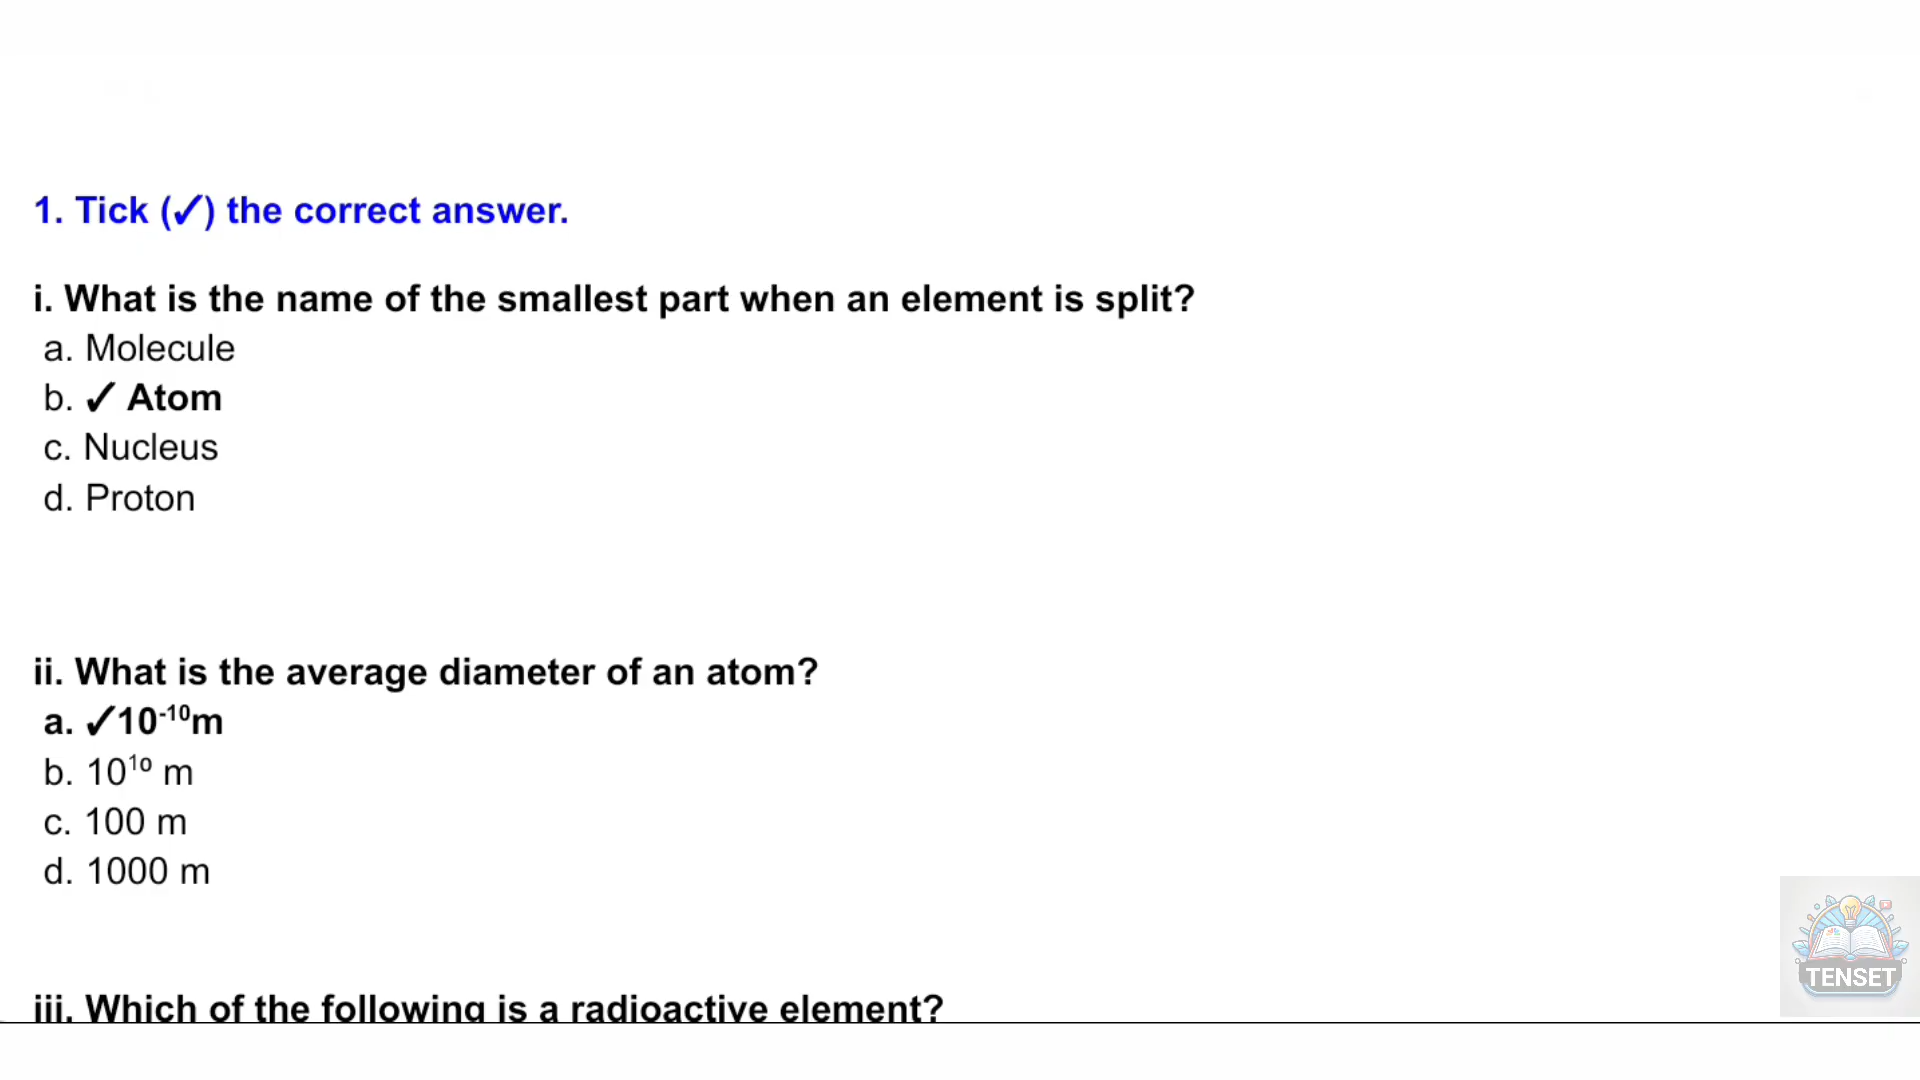 1. Tick (✓) the correct answer.
i. What is the name of the smallest part when an element is split?
a. Molecule
b. ✓ Atom
c. Nucleus
d. Proton
ii. What is the average diameter of an atom?
a. ✓10⁻¹⁰m
b. 10¹⁰ m
c. 100 m
d. 1000 m
iii. Which of the following is a radioactive element?
TENSET